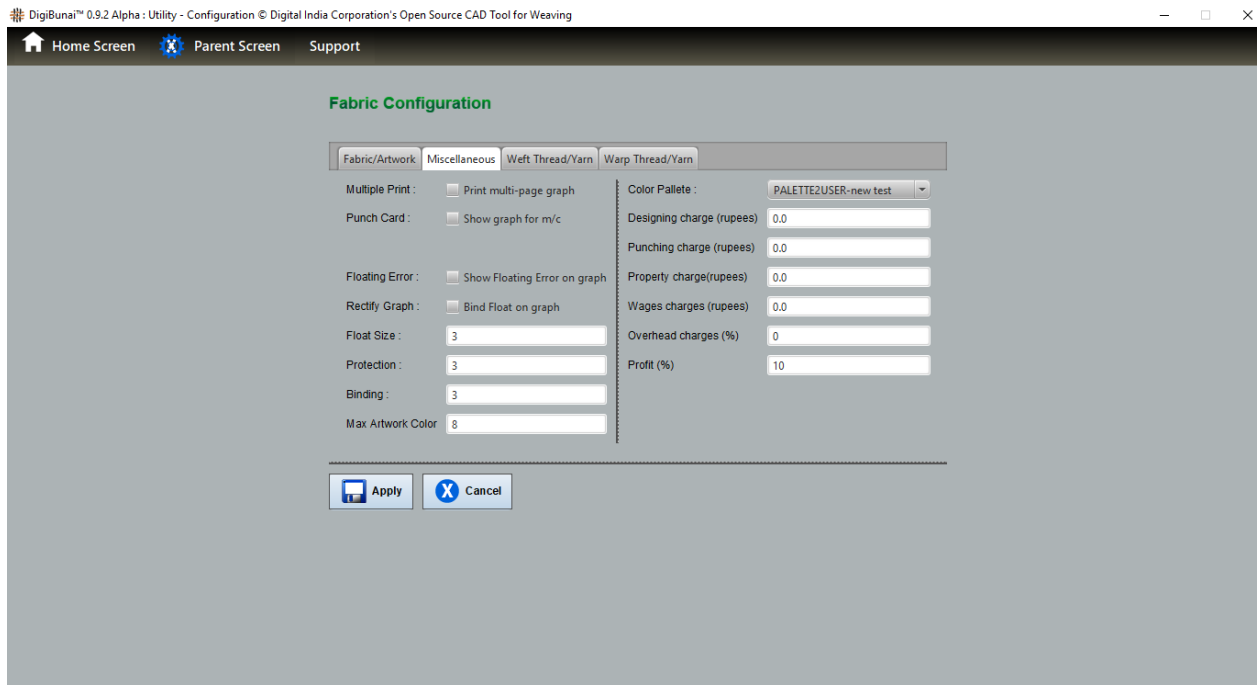 DigiBunai™ 0.9.2 Alpha : Utility - Configuration © Digital India Corporation's Open Source CAD Tool for Weaving
Home Screen Parent Screen Support
Fabric Configuration
Fabric/Artwork Miscellaneous Weft Thread/Yarn Warp Thread/Yarn
Multiple Print : Print multi-page graph
Punch Card : Show graph for m/c
Floating Error : Show Floating Error on graph
Rectify Graph : Bind Float on graph
Float Size : 3
Protection : 3
Binding : 3
Max Artwork Color 8
Color Pallete : PALETTE2USER-new test
Designing charge (rupees) 0.0
Punching charge (rupees) 0.0
Property charge(rupees) 0.0
Wages charges (rupees) 0.0
Overhead charges (%) 0
Profit (%) 10
Apply Cancel